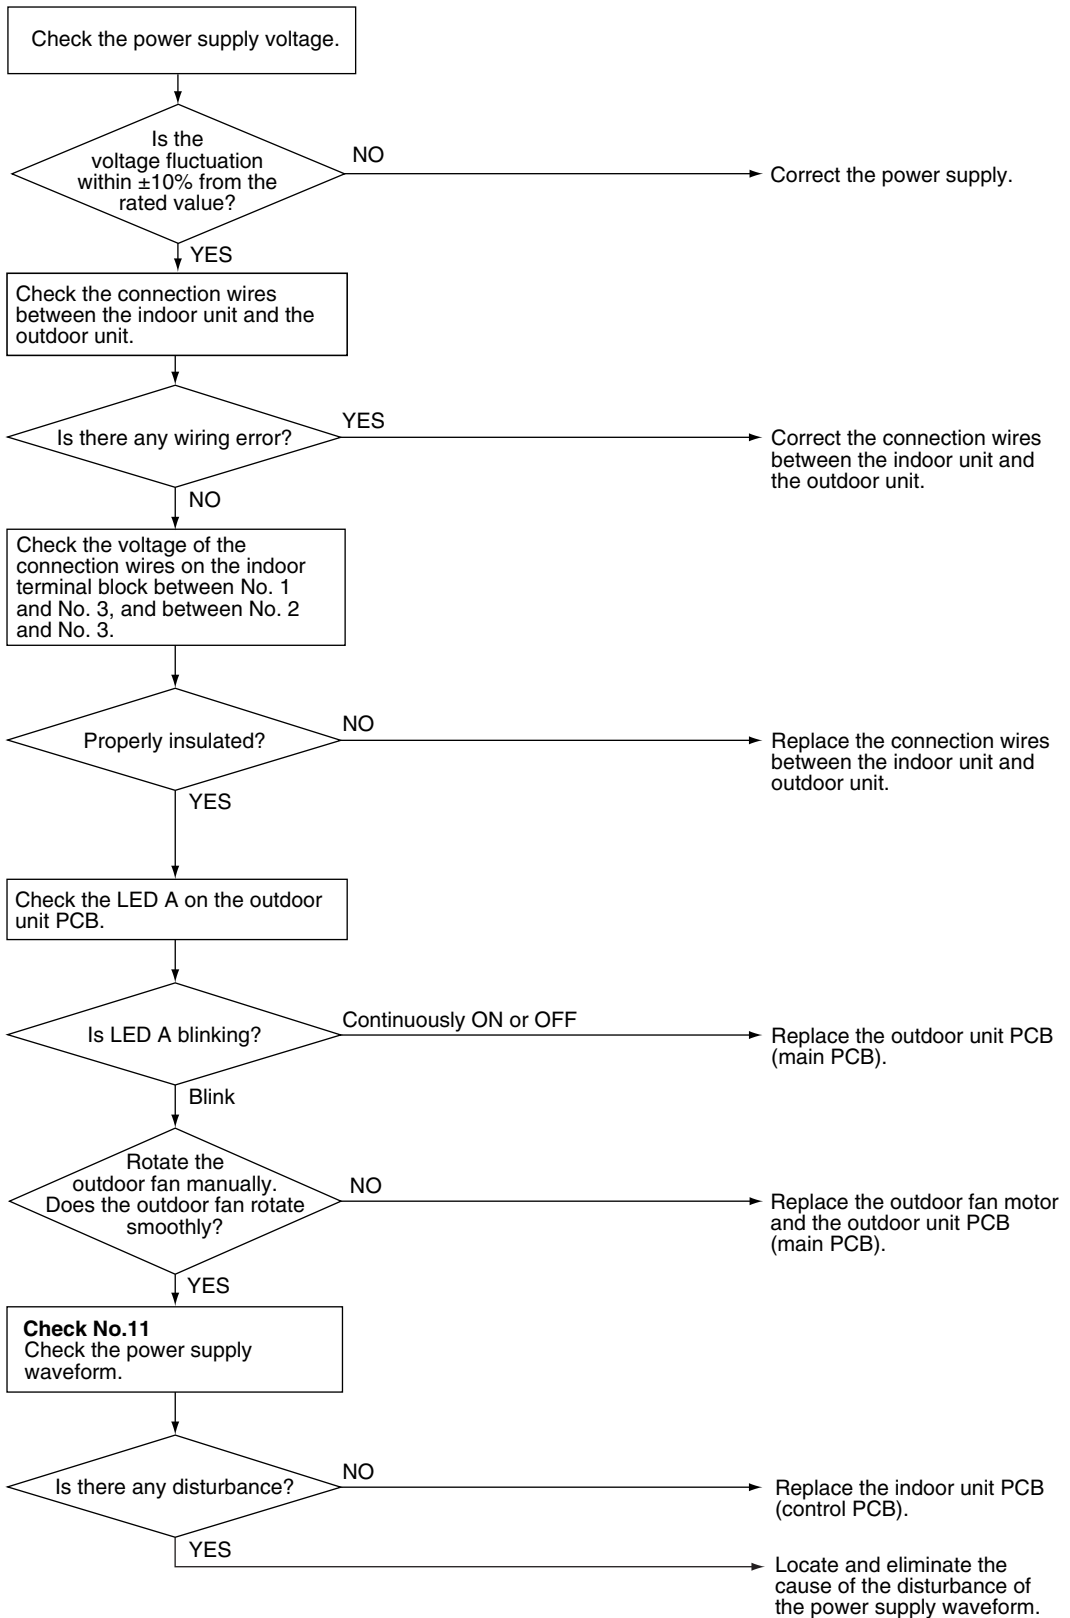 Check the power supply voltage.
Is the
voltage fluctuation
within ±10% from the
rated value?
NO
Correct the power supply.
YES
Check the connection wires
between the indoor unit and the
outdoor unit.
Is there any wiring error?
YES
Correct the connection wires
between the indoor unit and
the outdoor unit.
NO
Check the voltage of the
connection wires on the indoor
terminal block between No. 1
and No. 3, and between No. 2
and No. 3.
Properly insulated?
NO
Replace the connection wires
between the indoor unit and
outdoor unit.
YES
Check the LED A on the outdoor
unit PCB.
Is LED A blinking?
Continuously ON or OFF
Replace the outdoor unit PCB
(main PCB).
Blink
Rotate the
outdoor fan manually.
Does the outdoor fan rotate
smoothly?
NO
Replace the outdoor fan motor
and the outdoor unit PCB
(main PCB).
YES
Check No.11
Check the power supply
waveform.
Is there any disturbance?
NO
Replace the indoor unit PCB
(control PCB).
YES
Locate and eliminate the
cause of the disturbance of
the power supply waveform.